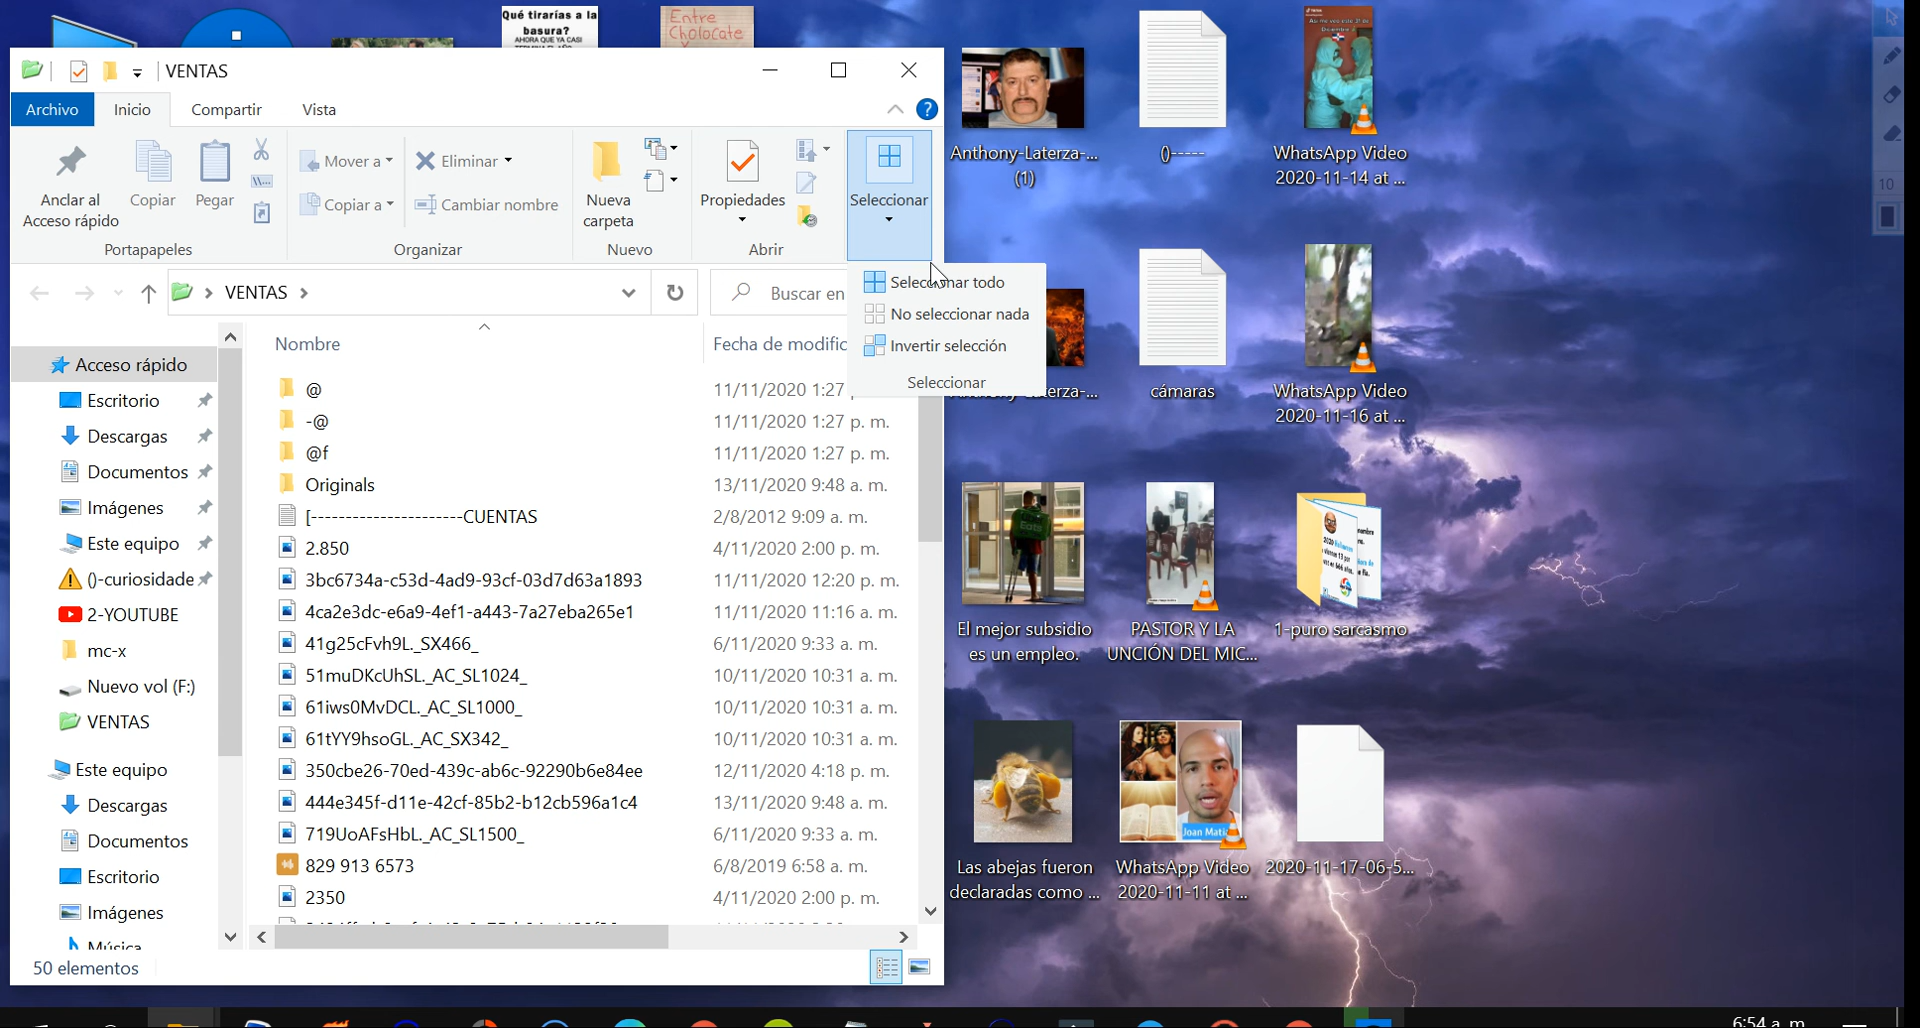 Qué tirarías a la
basura?
AHORA QUE YA CASI
Entre
Cholocate
VENTAS
Archivo
Inicio
Compartir
Vista
Anclar al
Acceso rápido
Copiar
Pegar
Mover a
Copiar a
Eliminar
Cambiar nombre
Nueva
carpeta
Propiedades
Seleccionar
Portapapeles
Organizar
Nuevo
Abrir
VENTAS
Buscar en
Seleccionar todo
No seleccionar nada
Invertir selección
Seleccionar
Nombre
Fecha de modific
Acceso rápido
Escritorio
Descargas
Documentos
Imágenes
Este equipo
()-curiosidade
2-YOUTUBE
mc-x
Nuevo vol (F:)
VENTAS
Este equipo
Descargas
Documentos
Escritorio
Imágenes
Música
@ 11/11/2020 1:27
-@ 11/11/2020 1:27 p. m.
@f 11/11/2020 1:27 p. m.
Originals 13/11/2020 9:48 a. m.
[----------------------CUENTAS 2/8/2012 9:09 a. m.
2.850 4/11/2020 2:00 p. m.
3bc6734a-c53d-4ad9-93cf-03d7d63a1893 11/11/2020 12:20 p. m.
4ca2e3dc-e6a9-4ef1-a443-7a27eba265e1 11/11/2020 11:16 a. m.
41g25cFvh9L._SX466_ 6/11/2020 9:33 a. m.
51muDKcUhSL._AC_SL1024_ 10/11/2020 10:31 a. m.
61iws0MvDCL._AC_SL1000_ 10/11/2020 10:31 a. m.
61tYY9hsoGL._AC_SX342_ 10/11/2020 10:31 a. m.
350cbe26-70ed-439c-ab6c-92290b6e84ee 12/11/2020 4:18 p. m.
444e345f-d11e-42cf-85b2-b12cb596a1c4 13/11/2020 9:48 a. m.
719UoAFsHbL._AC_SL1500_ 6/11/2020 9:33 a. m.
829 913 6573 6/8/2019 6:58 a. m.
2350 4/11/2020 2:00 p. m.
50 elementos
Anthony-Laterza-...
(1)
()-----
WhatsApp Video
2020-11-14 at ...
cámaras
WhatsApp Video
2020-11-16 at ...
El mejor subsidio
es un empleo.
PASTOR Y LA
UNCIÓN DEL MIC...
1-puro sarcasmo
Joan Matí
Las abejas fueron
declaradas como ...
WhatsApp Video
2020-11-11 at ...
2020-11-17-06-5...
10
6:54 a. m.